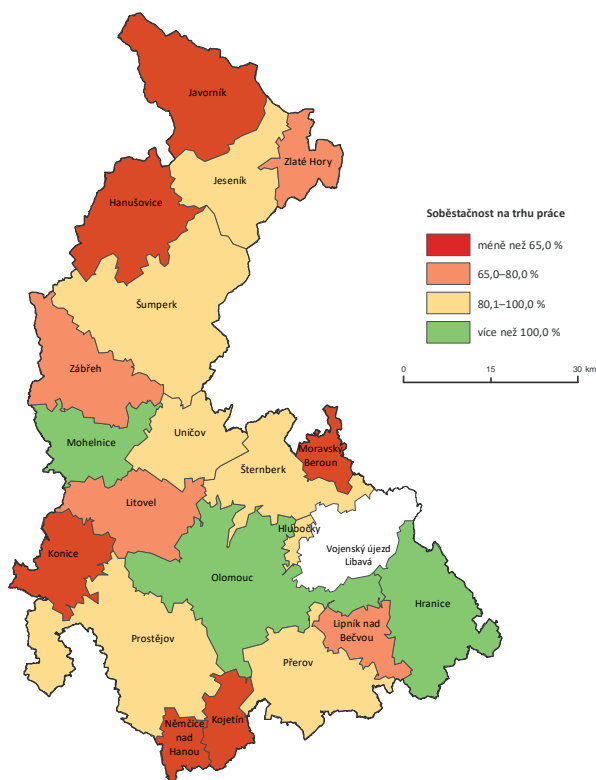 Javorník
Zlaté Hory
Jeseník
Hanušovice
Soběstačnost na trhu práce
méně než 65,0 %
65,0–80,0 %
80,1–100,0 %
více než 100,0 %
0 15 30 km
Šumperk
Zábřeh
Uničov
Mohelnice
Moravský
Beroun
Šternberk
Litovel
Hlubočky
Vojenský újezd
Libavá
Konice
Olomouc
Hranice
Lipník nad
Bečvou
Prostějov
Přerov
Kojetín
Němčice
nad
Hanou